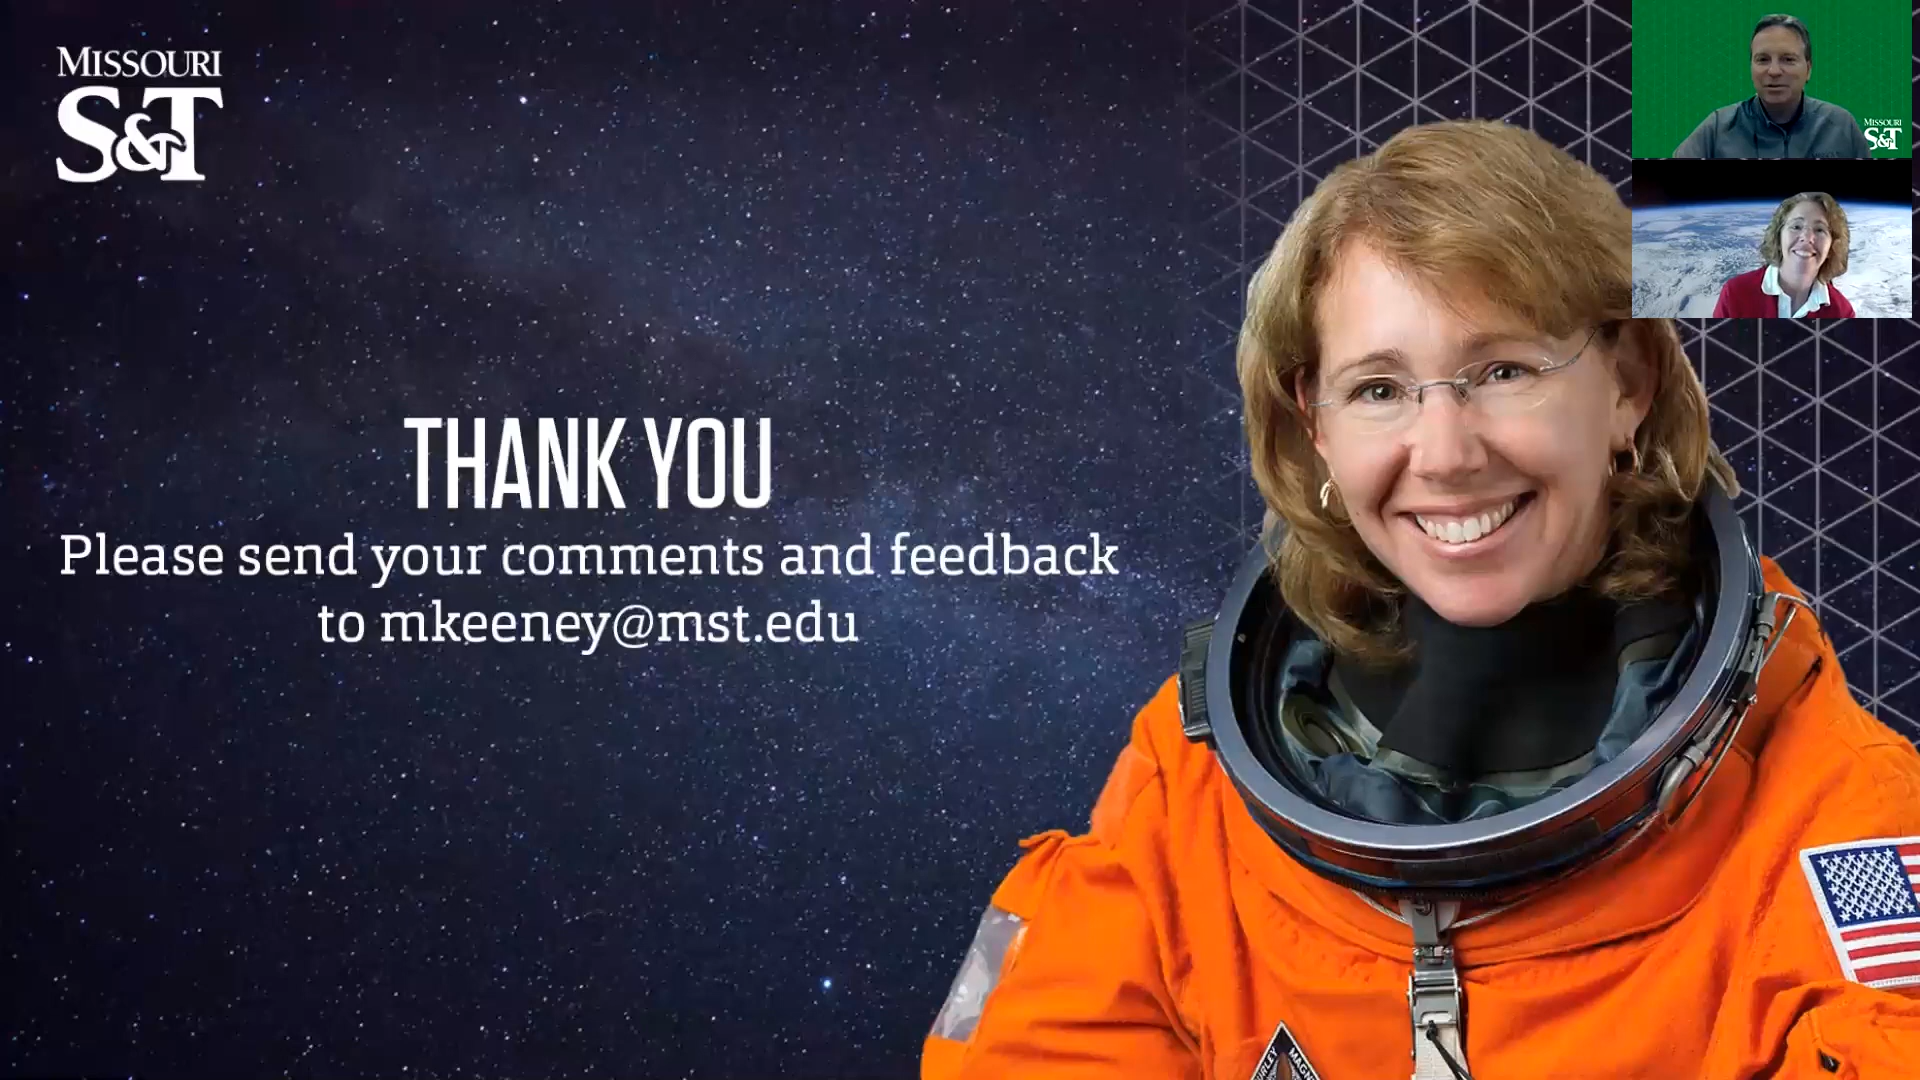 MISSOURI
S&T
THANK YOU
Please send your comments and feedback
to mkeeney@mst.edu
MISSOURI
S&T